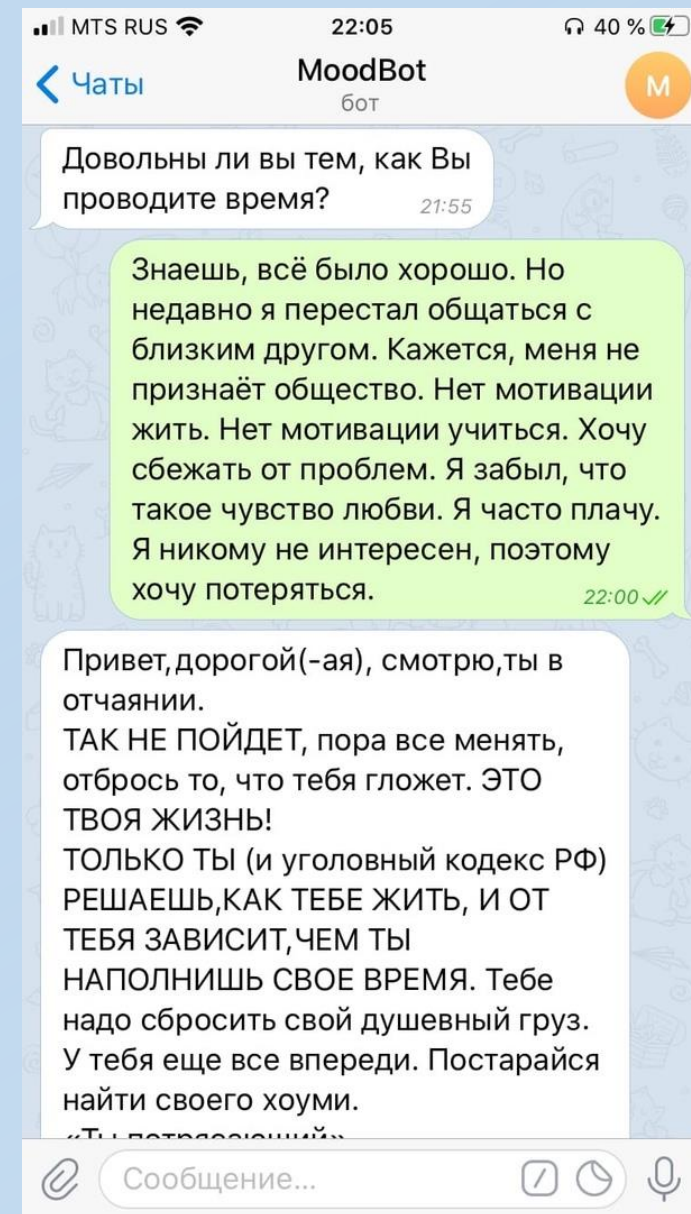 MTS RUS 22:05 40 %
Чаты MoodBot М
бот
Довольны ли вы тем, как Вы
проводите время? 21:55
Знаешь, всё было хорошо. Но
недавно я перестал общаться с
близким другом. Кажется, меня не
признаёт общество. Нет мотивации
жить. Нет мотивации учиться. Хочу
сбежать от проблем. Я забыл, что
такое чувство любви. Я часто плачу.
Я никому не интересен, поэтому
хочу потеряться. 22:00
Привет,дорогой(-ая), смотрю,ты в
отчаянии.
ТАК НЕ ПОЙДЕТ, пора все менять,
отбрось то, что тебя гложет. ЭТО
ТВОЯ ЖИЗНЬ!
ТОЛЬКО ТЫ (и уголовный кодекс РФ)
РЕШАЕШЬ,КАК ТЕБЕ ЖИТЬ, И ОТ
ТЕБЯ ЗАВИСИТ,ЧЕМ ТЫ
НАПОЛНИШЬ СВОЕ ВРЕМЯ. Тебе
надо сбросить свой душевный груз.
У тебя еще все впереди. Постарайся
найти своего хоуми.
«Ты потрясающий»
Сообщение...